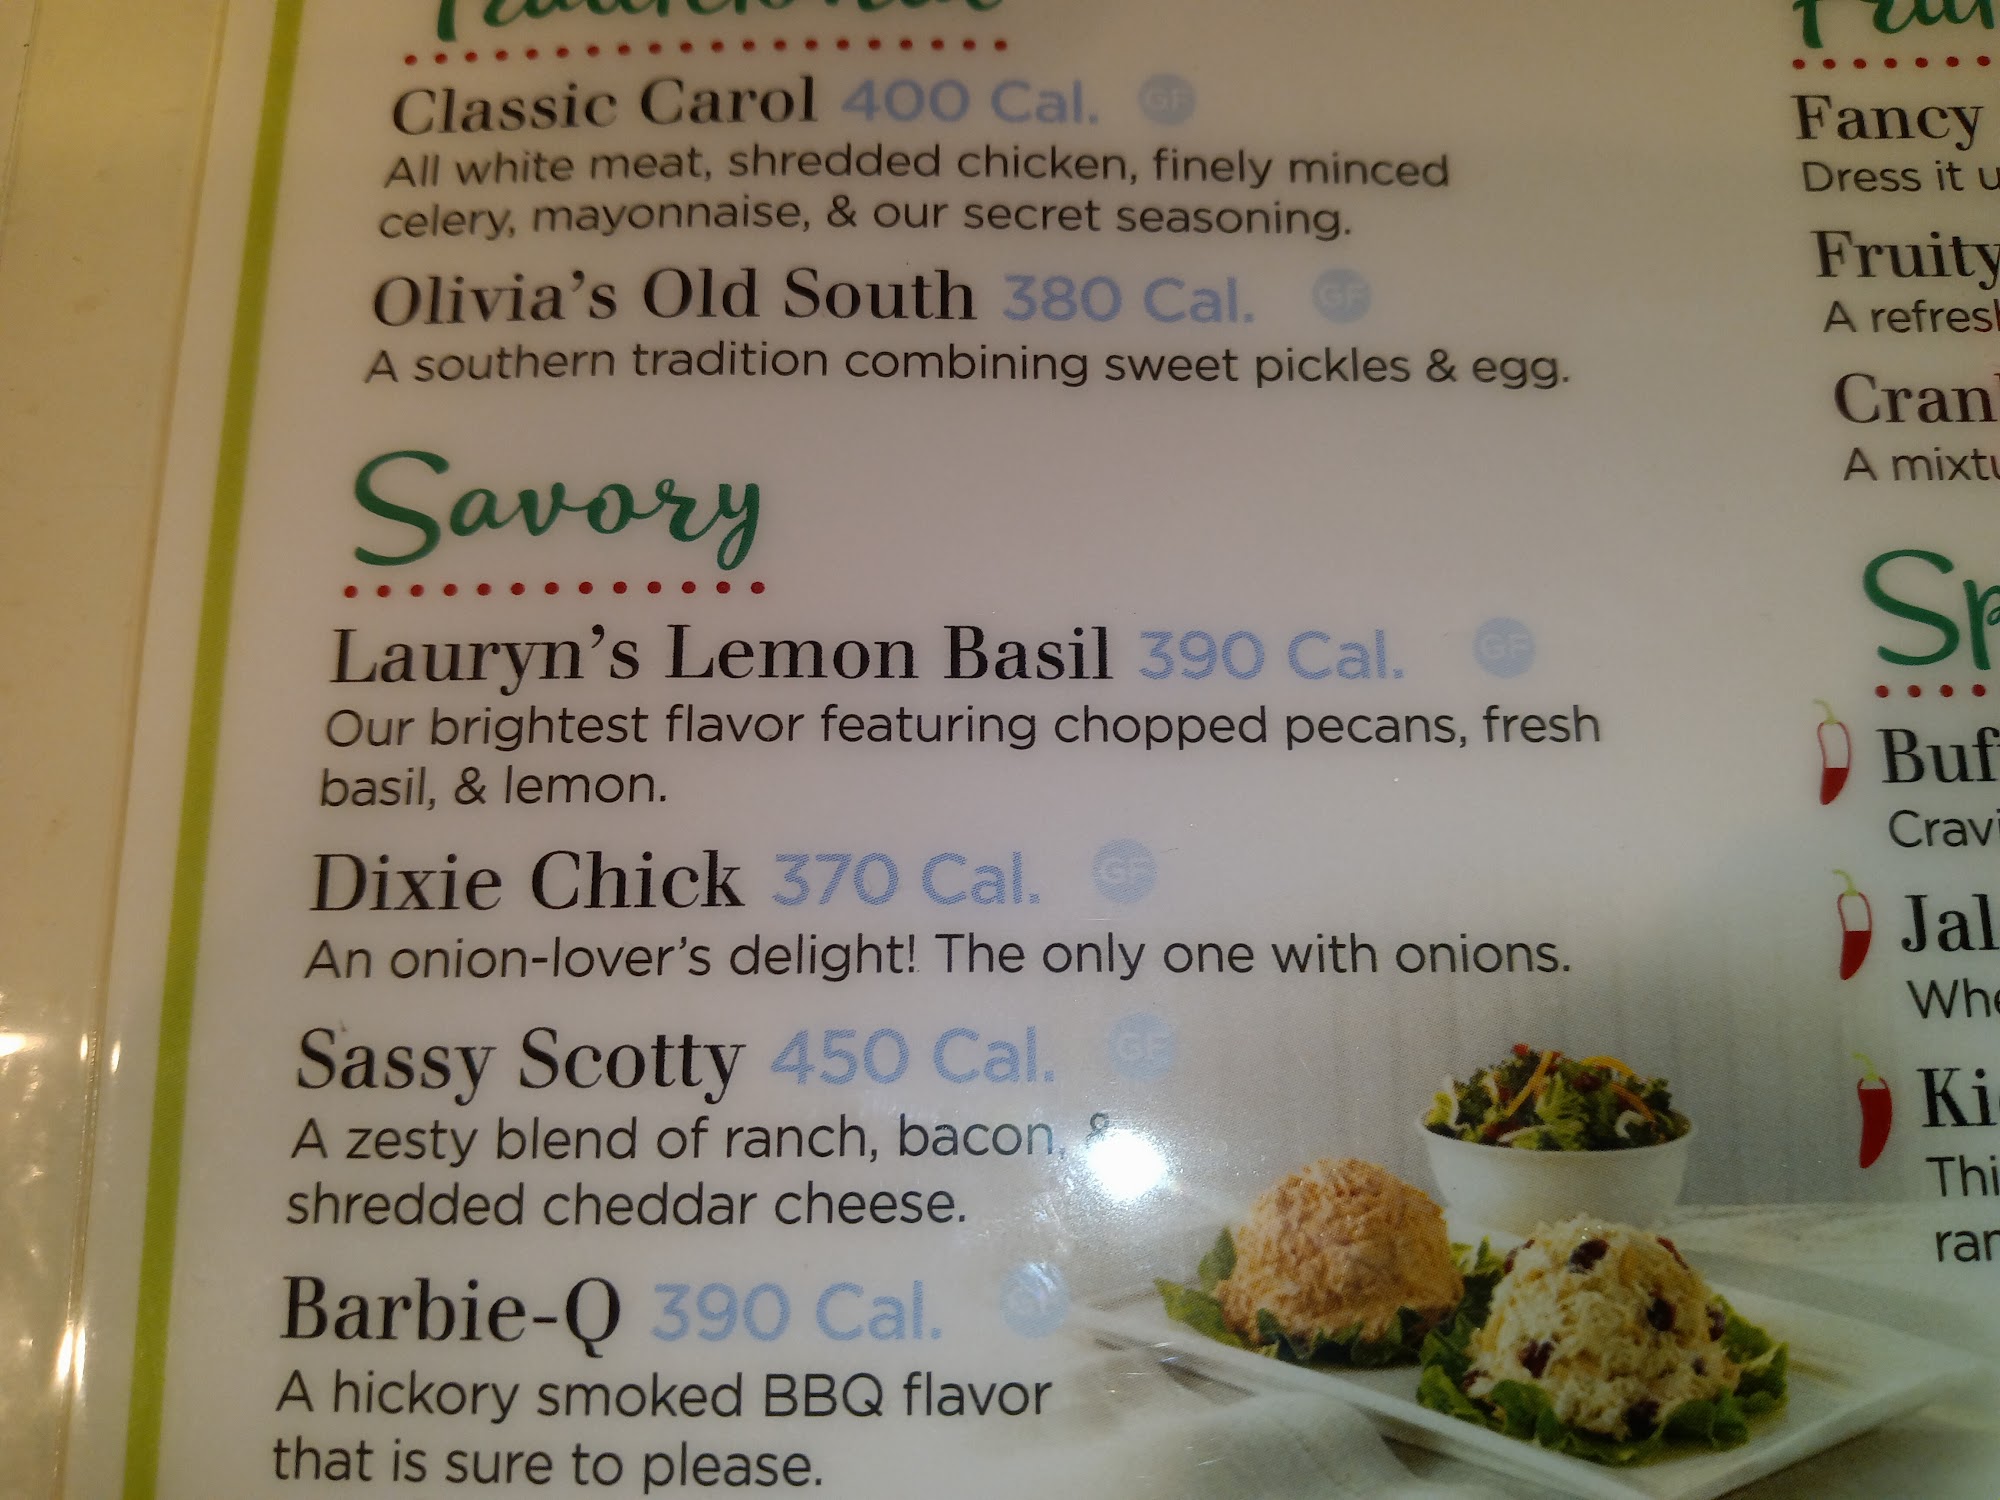 Traditional
Classic Carol 400 Cal. GF
All white meat, shredded chicken, finely minced
celery, mayonnaise, & our secret seasoning.
Olivia's Old South 380 Cal. GF
A southern tradition combining sweet pickles & egg.
Savory
Lauryn's Lemon Basil 390 Cal. GF
Our brightest flavor featuring chopped pecans, fresh
basil, & lemon.
Dixie Chick 370 Cal. GF
An onion-lover's delight! The only one with onions.
Sassy Scotty 450 Cal. GF
A zesty blend of ranch, bacon, &
shredded cheddar cheese.
Barbie-Q 390 Cal. GF
A hickory smoked BBQ flavor
that is sure to please.
Fancy
Dress it
Fruity
A
A